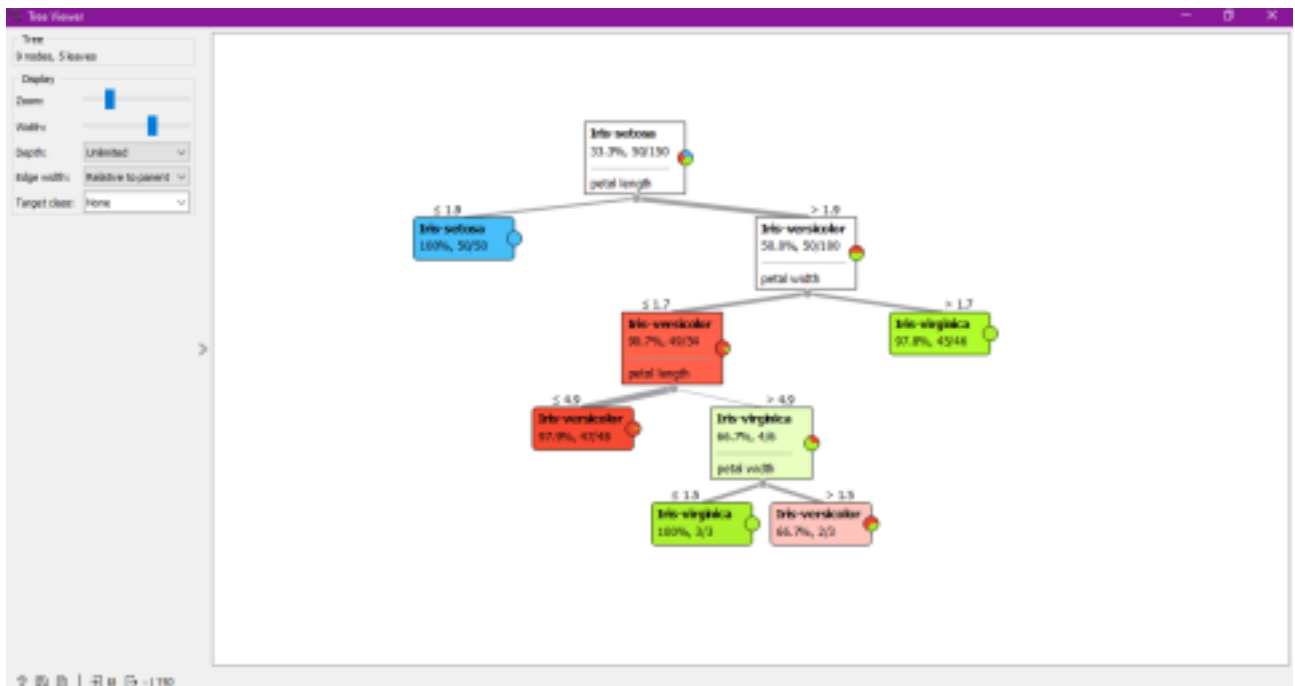 Tree Viewer
Tree
9 nodes, 5 leaves
Display
Zoom:
Width:
Depth: Unlimited
Edge width: Relative to parent
Target class: None
Iris-setosa
33.3%, 50/150
petal length
≤ 1.9
> 1.9
Iris-setosa
100%, 50/50
Iris-versicolor
50.0%, 50/100
petal width
≤ 1.7
> 1.7
Iris-versicolor
90.7%, 49/54
petal length
Iris-virginica
97.8%, 45/46
≤ 4.9
> 4.9
Iris-versicolor
97.9%, 47/48
Iris-virginica
66.7%, 4/6
petal width
≤ 1.5
> 1.5
Iris-virginica
100%, 3/3
Iris-versicolor
66.7%, 2/3